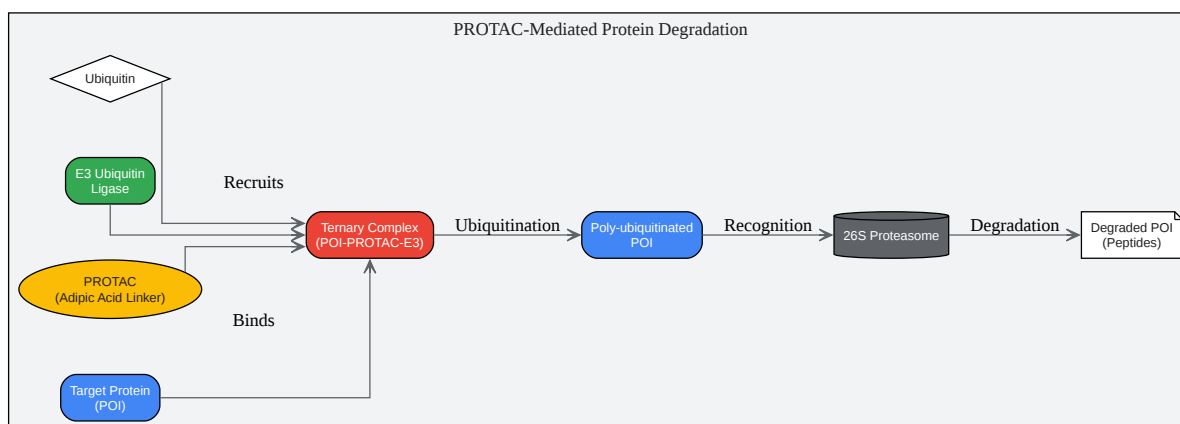 PROTAC-Mediated Protein Degradation
Ubiquitin
E3 Ubiquitin
Ligase
Recruits
Ternary Complex
(POI-PROTAC-E3)
Ubiquitination
Poly-ubiquitinated
POI
Recognition
26S Proteasome
Degradation
Degraded POI
(Peptides)
PROTAC
(Adipic Acid Linker)
Binds
Target Protein
(POI)